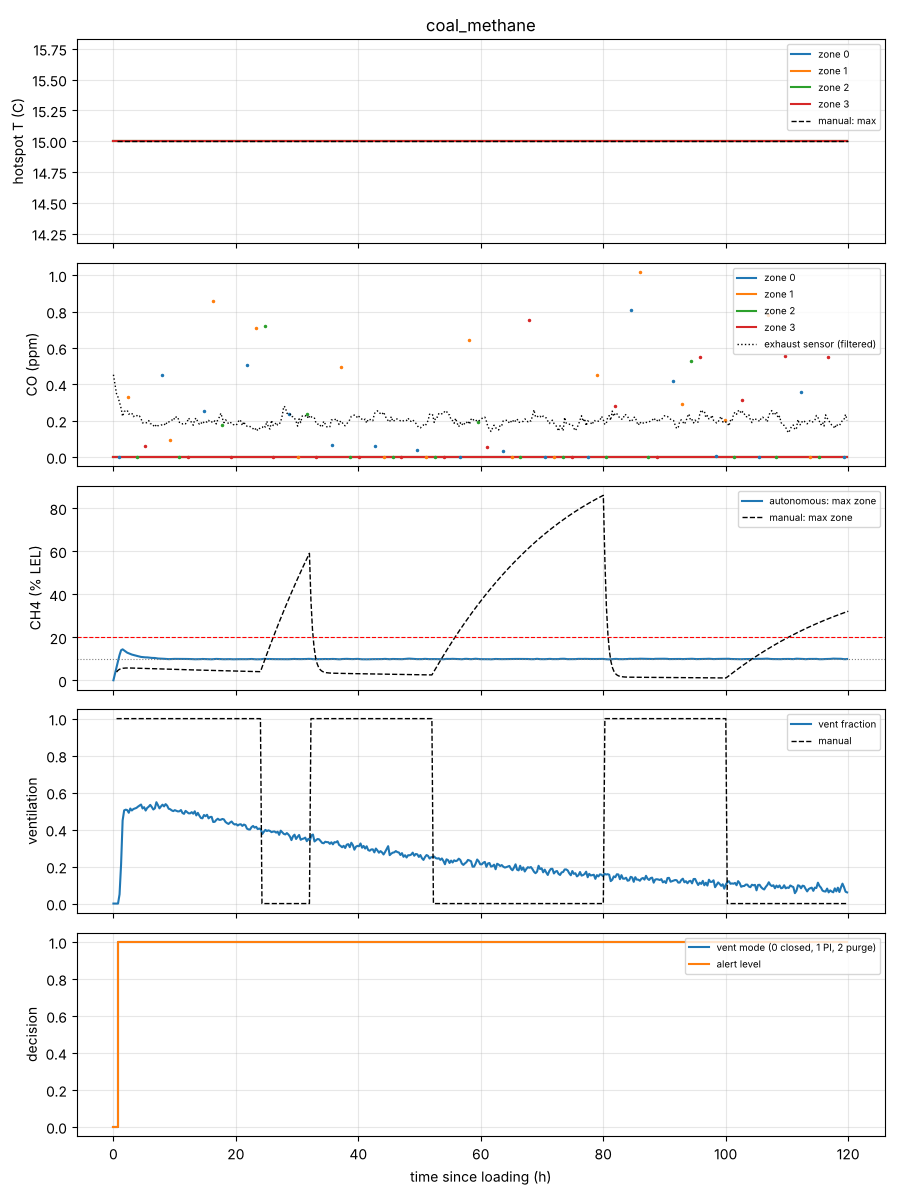 coal_methane
hotspot T (C)
15.75
15.50
15.25
15.00
14.75
14.50
14.25
zone 0
zone 1
zone 2
zone 3
manual: max
CO (ppm)
1.0
0.8
0.6
0.4
0.2
0.0
zone 0
zone 1
zone 2
zone 3
exhaust sensor (filtered)
CH4 (% LEL)
80
60
40
20
0
autonomous: max zone
manual: max zone
ventilation
1.0
0.8
0.6
0.4
0.2
0.0
vent fraction
manual
decision
1.0
0.8
0.6
0.4
0.2
0.0
vent mode (0 closed, 1 PI, 2 purge)
alert level
0 20 40 60 80 100 120
time since loading (h)